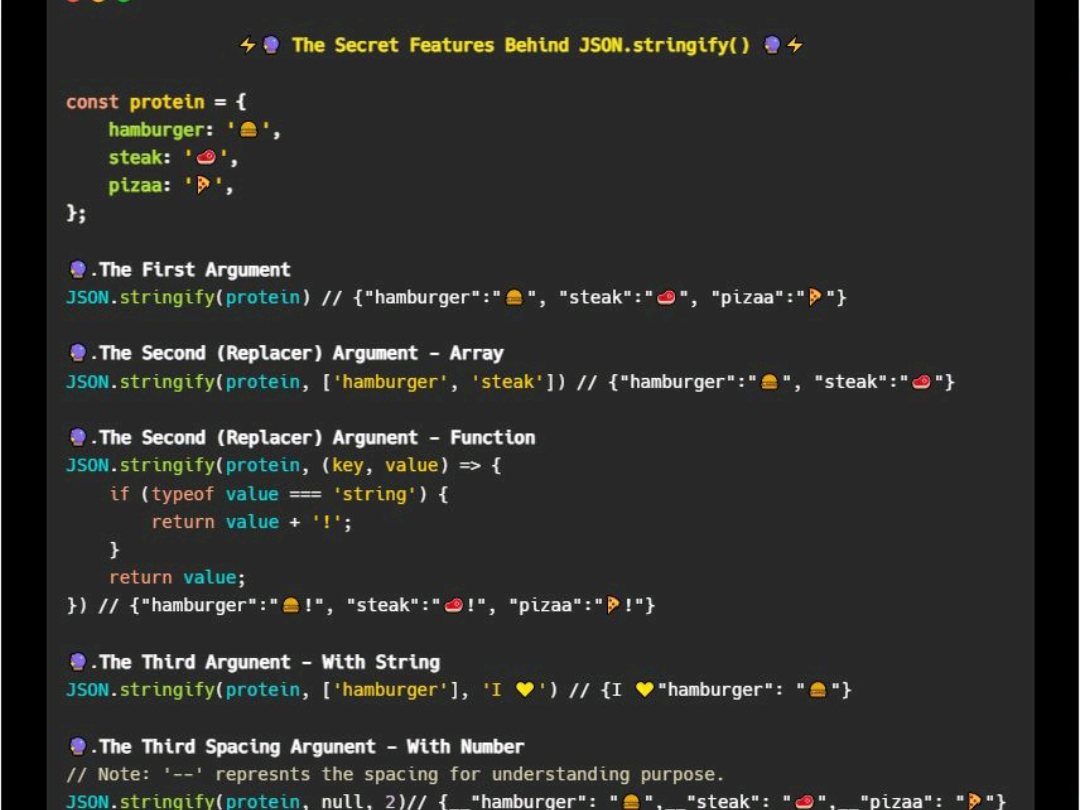 ⚡🔮 The Secret Features Behind JSON.stringify() 🔮⚡
const protein = {
    hamburger: '🍔',
    steak: '🥩',
    pizaa: '🍕',
};
🔮.The First Argument
JSON.stringify(protein) // {"hamburger":"🍔", "steak":"🥩", "pizaa":"🍕"}
🔮.The Second (Replacer) Argument - Array
JSON.stringify(protein, ['hamburger', 'steak']) // {"hamburger":"🍔", "steak":"🥩"}
🔮.The Second (Replacer) Argunent - Function
JSON.stringify(protein, (key, value) => {
    if (typeof value === 'string') {
        return value + '!';
    }
    return value;
}) // {"hamburger":"🍔!", "steak":"🥩!", "pizaa":"🍕!"}
🔮.The Third Argunent - With String
JSON.stringify(protein, ['hamburger'], 'I 💛') // {I 💛"hamburger": "🍔"}
🔮.The Third Spacing Argunent - With Number
// Note: '--' represnts the spacing for understanding purpose.
JSON.stringify(protein, null, 2)// {__"hamburger": "🍔",__"steak": "🥩",__"pizaa": "🍕"}